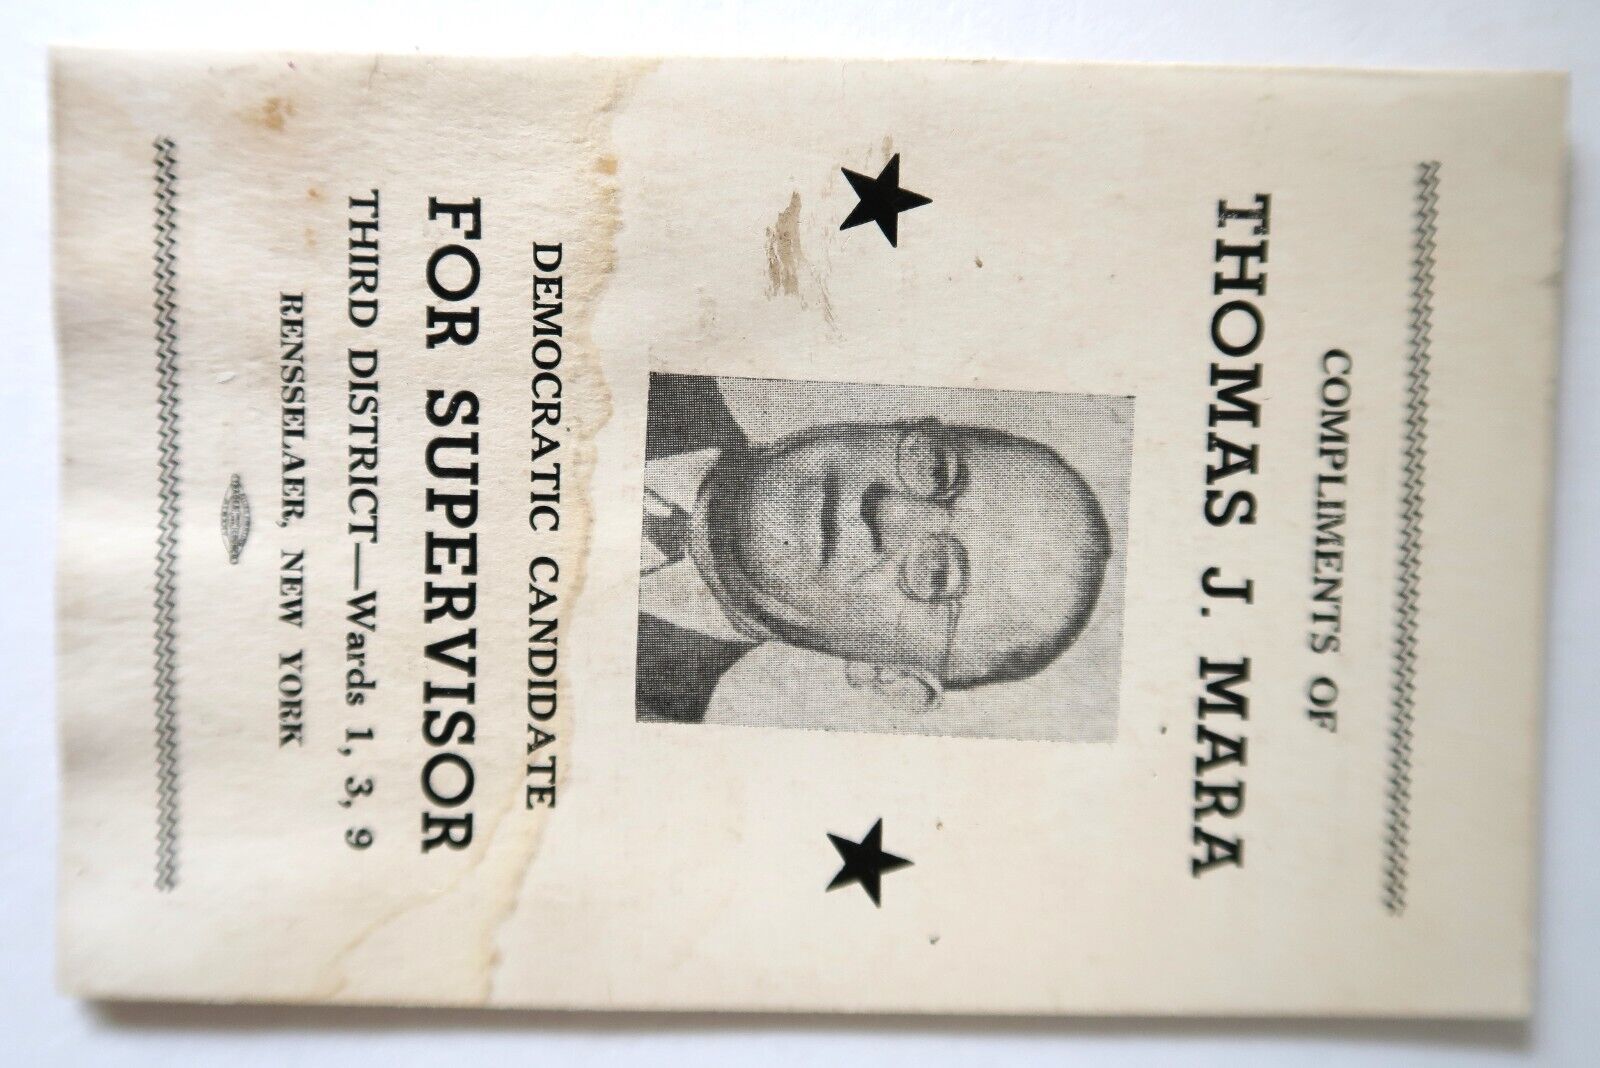 COMPLIMENTS OF
THOMAS J. MARA
DEMOCRATIC CANDIDATE
FOR SUPERVISOR
THIRD DISTRICT—Wards 1, 3, 9
RENSSELAER, NEW YORK